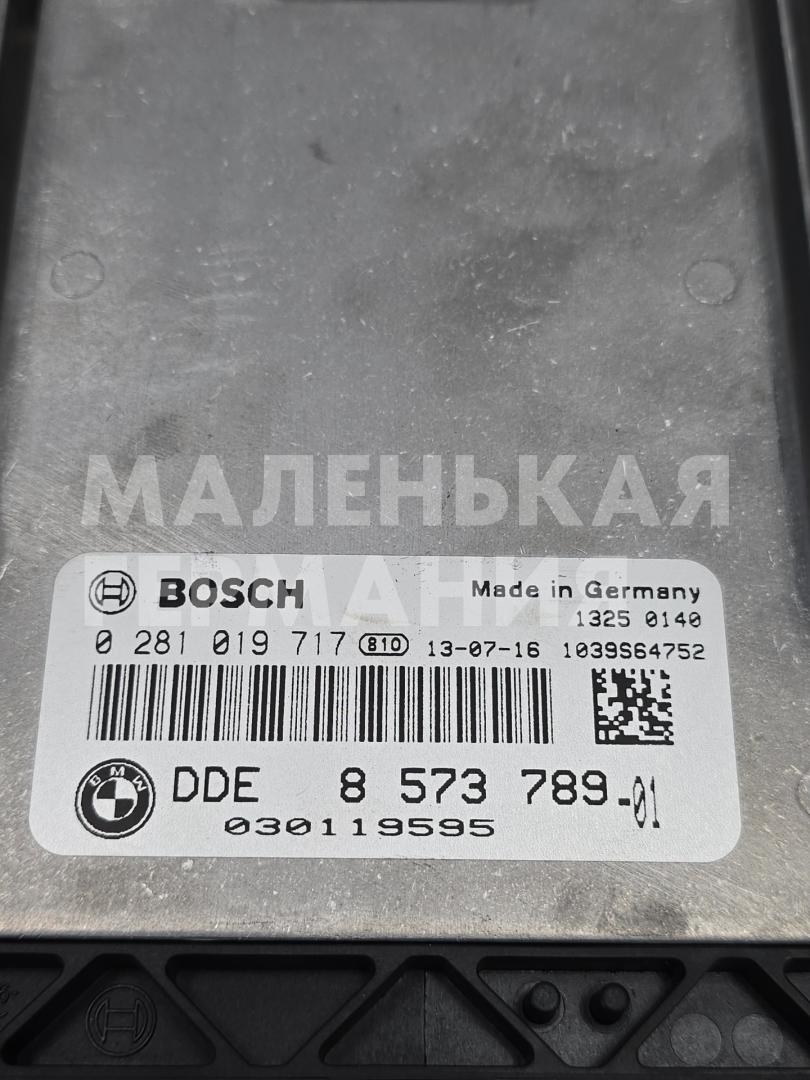 МАЛЕНЬКАЯ
ГЕРМАНИЯ
BOSCH
Made in Germany
1325 0140
0 281 019 717 810 13-07-16 1039S64752
BMW
DDE 8 573 789-01
030119595